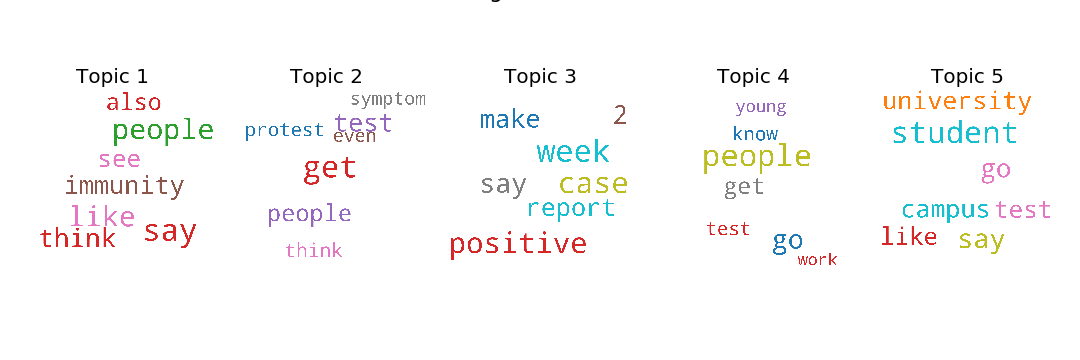 Topic 1
also
people
see
immunity
like
say
think
Topic 2
symptom
test
protest
even
get
people
think
Topic 3
2
make
week
say
case
report
positive
Topic 4
young
know
people
get
test
go
work
Topic 5
university
student
go
campus test
like
say